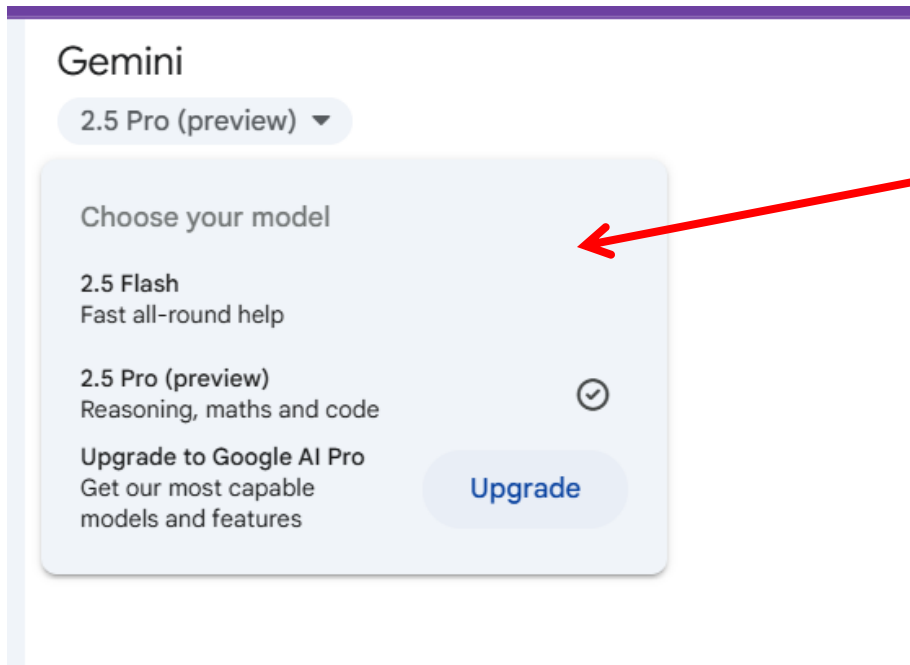 Gemini
2.5 Pro (preview)
Choose your model
2.5 Flash
Fast all-round help
2.5 Pro (preview)
Reasoning, maths and code
Upgrade to Google AI Pro
Get our most capable
models and features
Upgrade